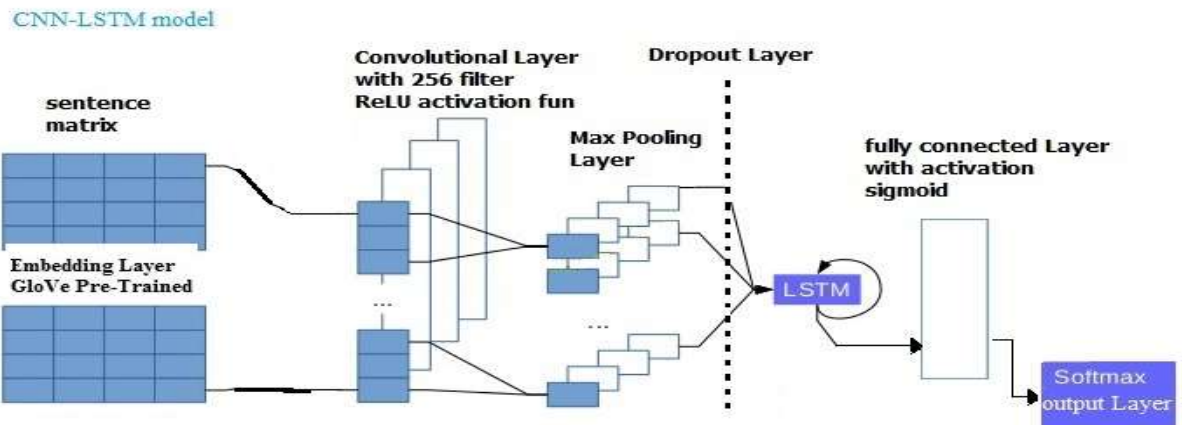 CNN-LSTM model
sentence
matrix
Convolutional Layer
with 256 filter
ReLU activation fun
Max Pooling
Layer
Dropout Layer
fully connected Layer
with activation
sigmoid
Embedding Layer
GloVe Pre-Trained
...
...
LSTM
Softmax
output Layer